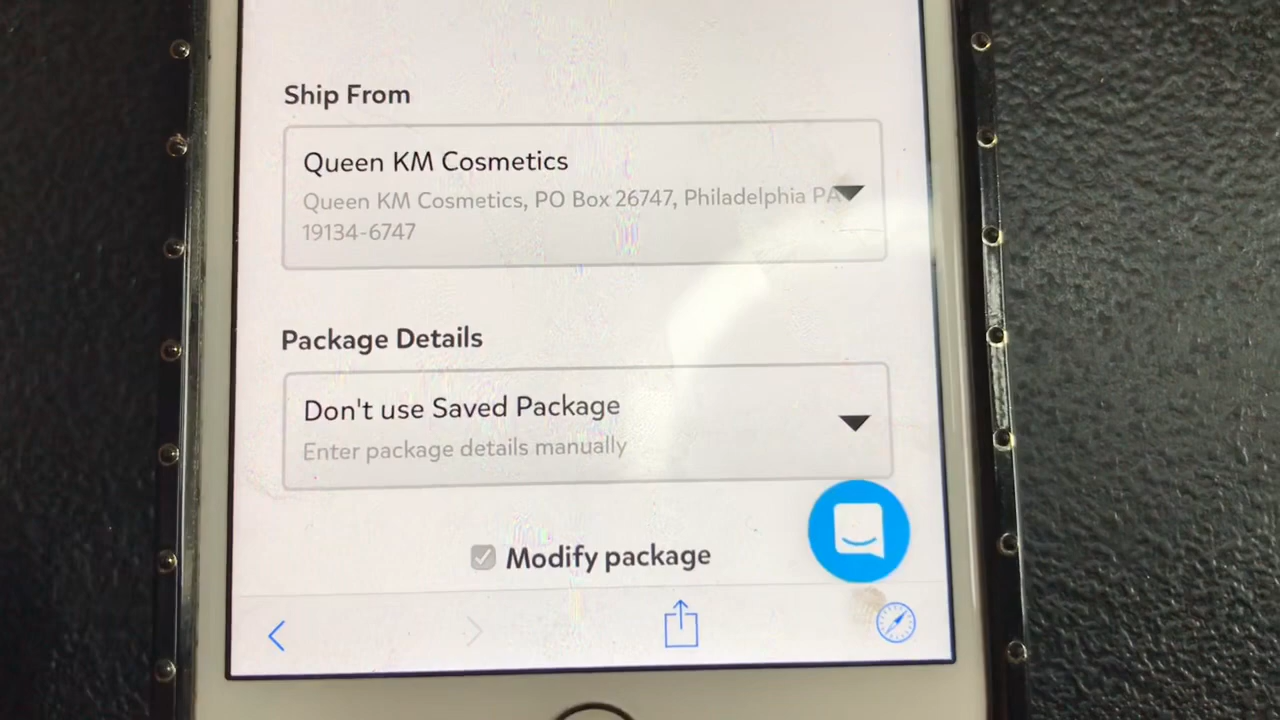 Ship From
Queen KM Cosmetics
Queen KM Cosmetics, PO Box 26747, Philadelphia PA
19134-6747
Package Details
Don't use Saved Package
Enter package details manually
Modify package